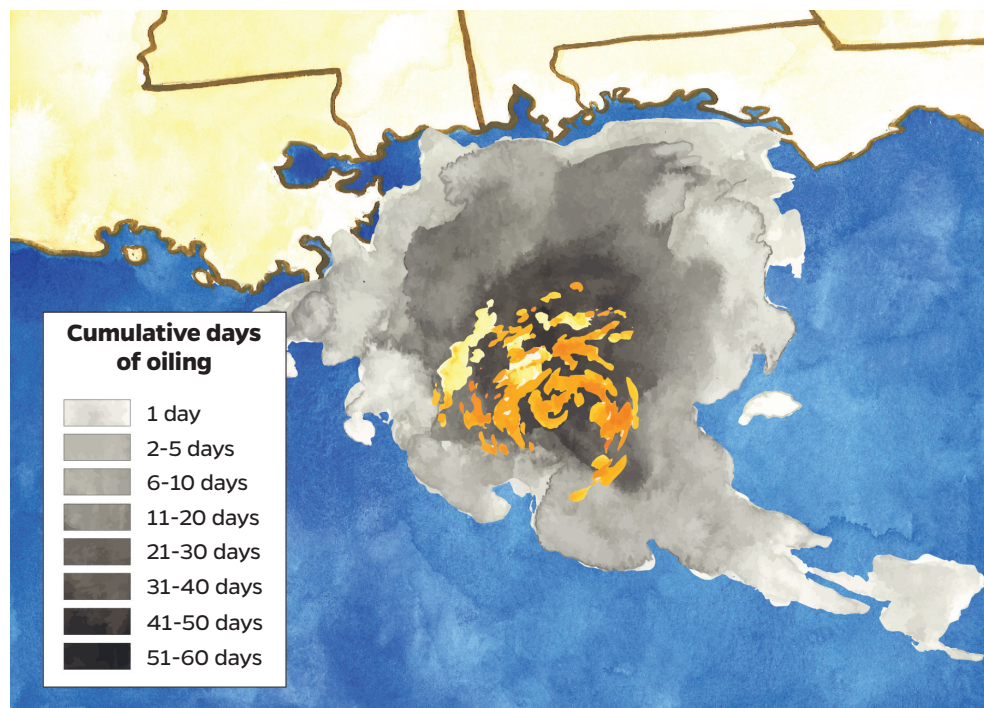 Cumulative days
of oiling
1 day
2-5 days
6-10 days
11-20 days
21-30 days
31-40 days
41-50 days
51-60 days